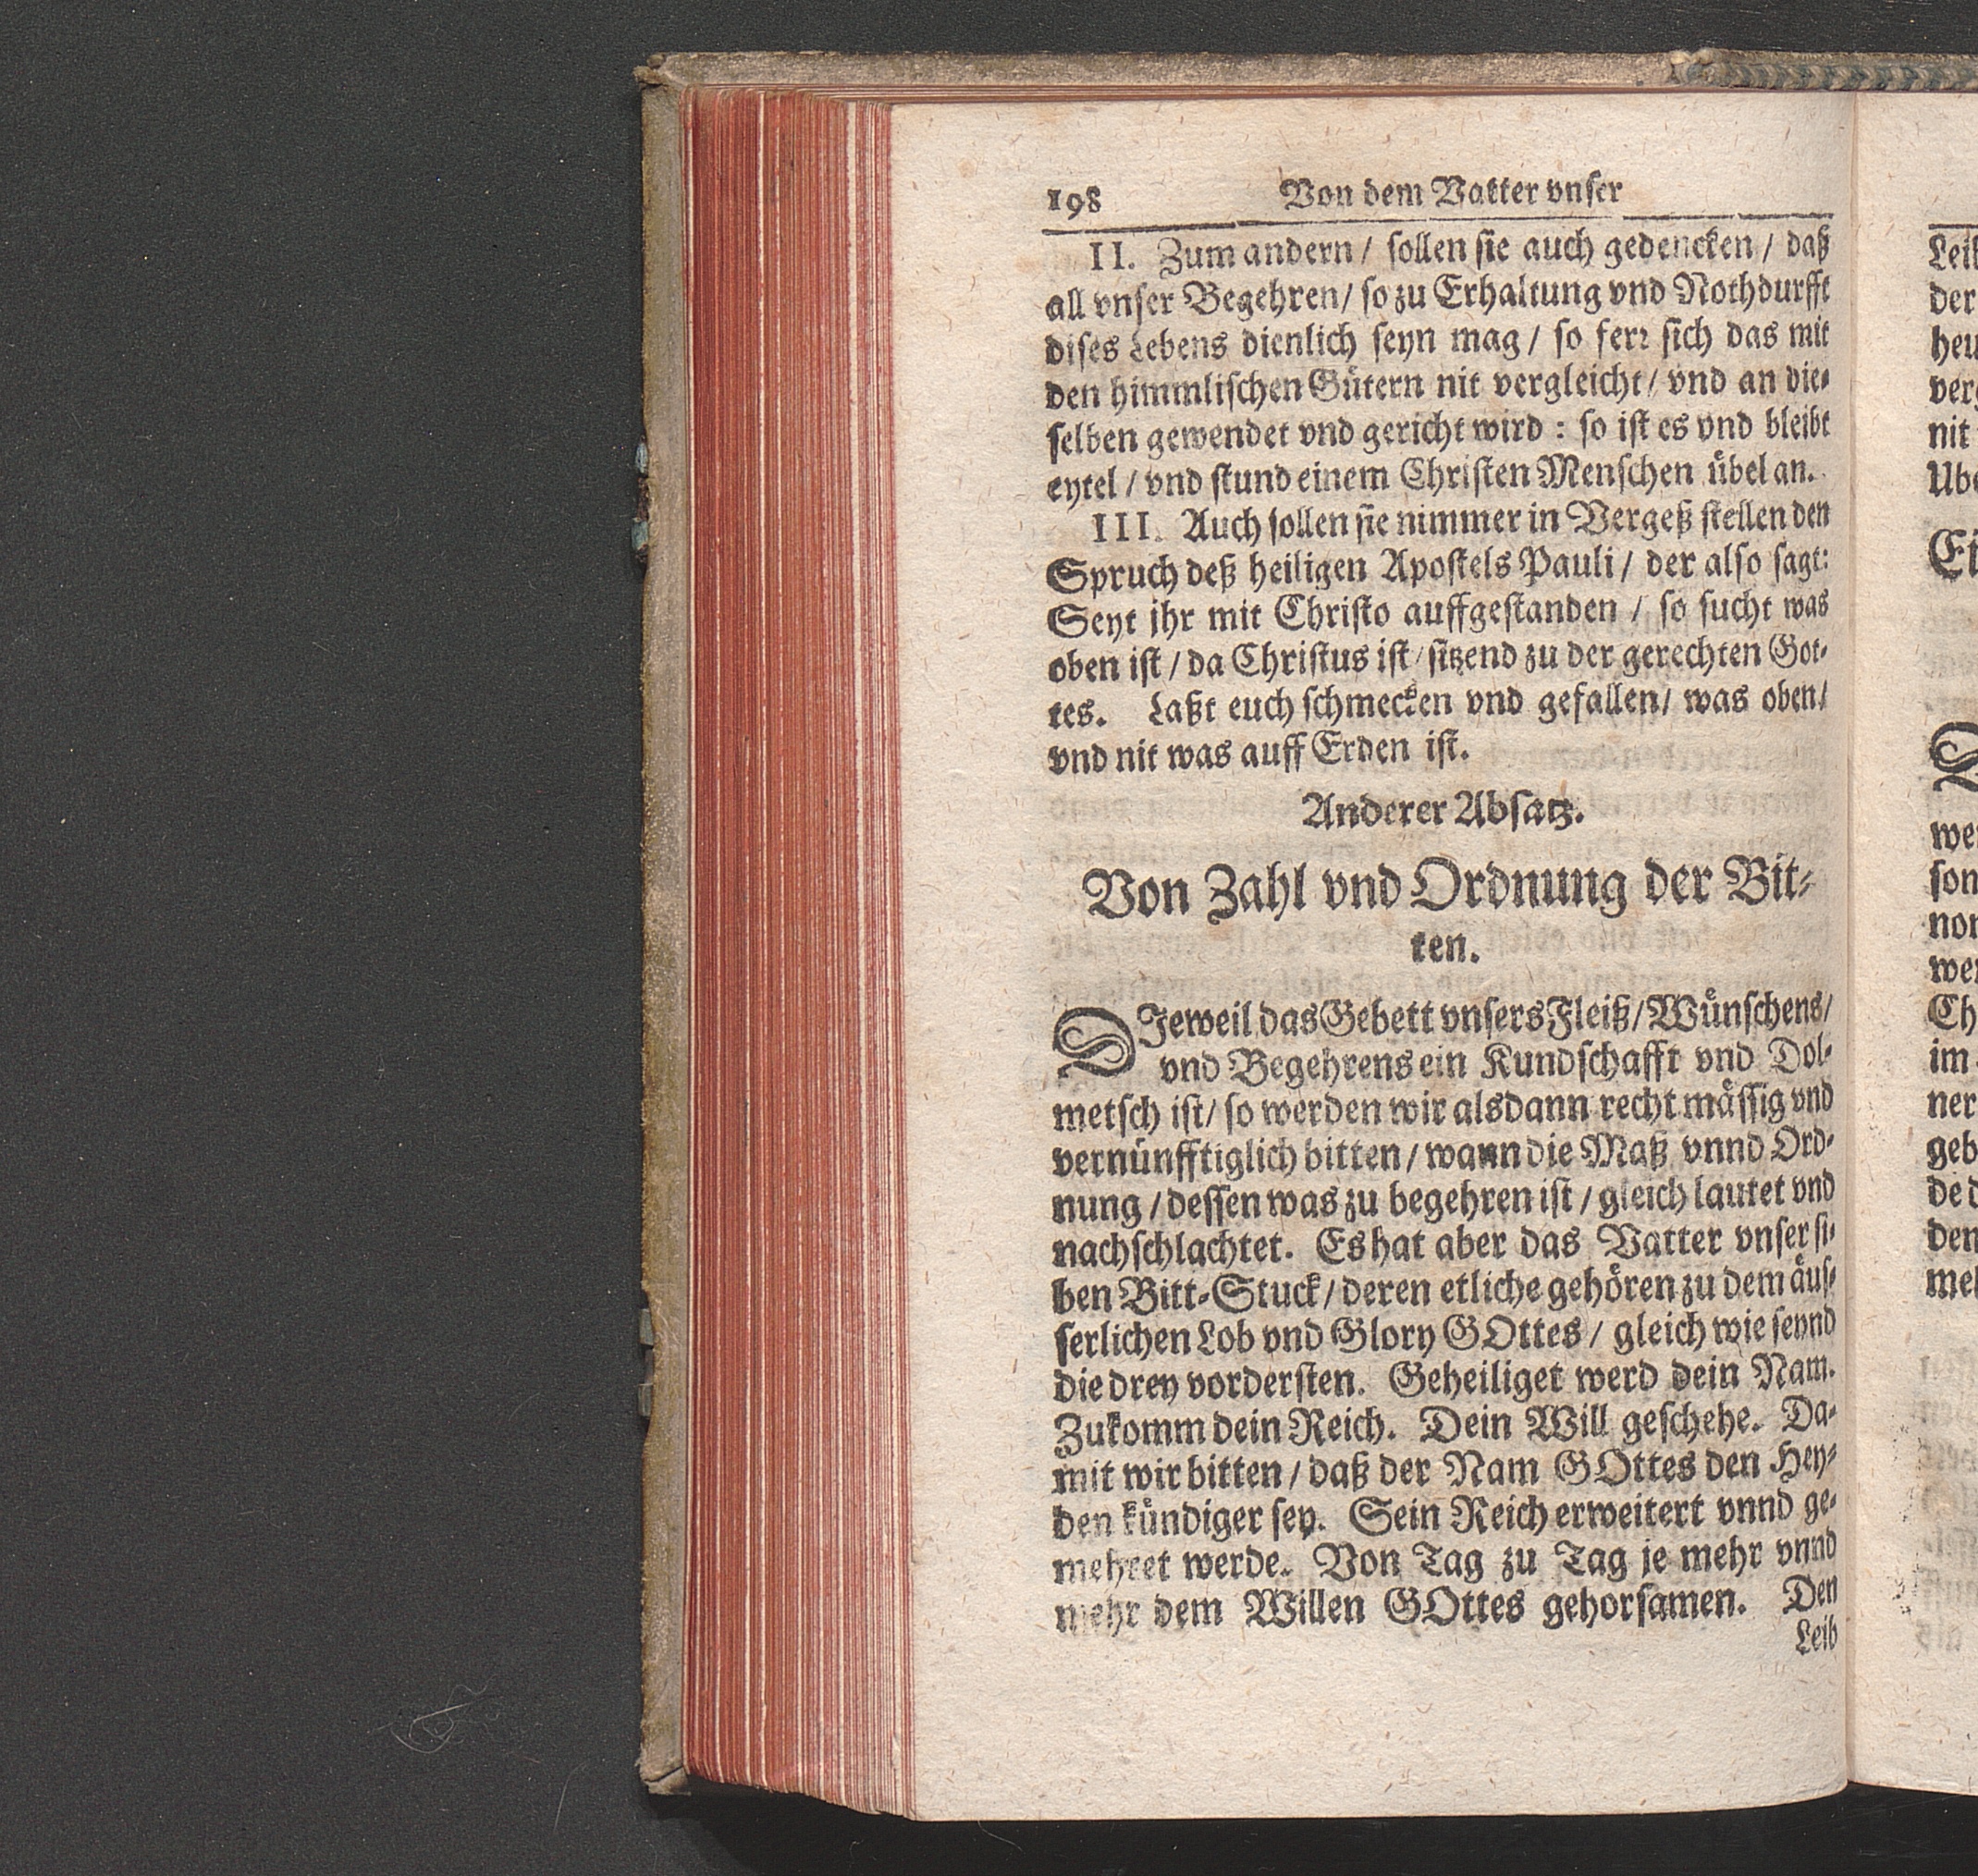 198 Von dem Vatter vnser
II. Zum andern / sollen sie auch gedencken / daß
all vnser Begehren / so zu Erhaltung vnd Nothdurfft
dises Lebens dienlich seyn mag / so ferr sich das mit
den himmlischen Gütern nit vergleicht / vnd an die-
selben gewendet vnd gericht wird : so ist es vnd bleibt
eytel / vnd stund einem Christen Menschen übel an.
III. Auch sollen sie nimmer in Vergeß stellen den
Spruch deß heiligen Apostels Pauli / der also sagt:
Seyt ihr mit Christo auffgestanden / so sucht was
oben ist / da Christus ist / sitzend zu der gerechten Got-
tes. Laßt euch schmecken vnd gefallen / was oben /
vnd nit was auff Erden ist.
Anderer Absatz.
Von Zahl vnd Ordnung der Bit-
ten.
DIeweil das Gebett vnsers Fleiß / Wünschens /
vnd Begehrens ein Kundschafft vnd Dol-
metsch ist / so werden wir alsdann recht mässig vnd
vernünfftiglich bitten / wann die Maß vnnd Ord-
nung / dessen was zu begehren ist / gleich lautet vnd
nachschlachtet. Es hat aber das Vatter vnser si-
ben Bitt-Stuck / deren etliche gehören zu dem äus-
serlichen Lob vnd Glory GOttes / gleich wie seynd
die drey vordersten. Geheiliget werd dein Nam.
Zukomm dein Reich. Dein Will geschehe. Da-
mit wir bitten / daß der Nam GOttes den Hey-
den kündiger sey. Sein Reich erweitert vnnd ge-
mehret werde. Von Tag zu Tag je mehr vnnd
mehr dem Willen GOttes gehorsamen. Den
Leib